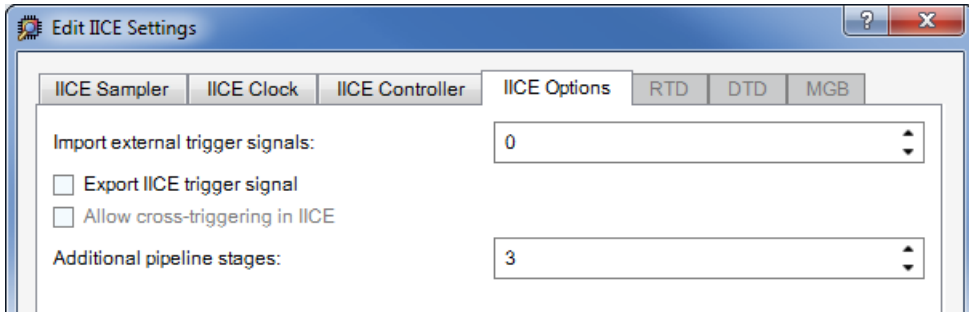 Edit IICE Settings
? X
IICE Sampler IICE Clock IICE Controller IICE Options RTD DTD MGB
Import external trigger signals: 0
Export IICE trigger signal
Allow cross-triggering in IICE
Additional pipeline stages: 3